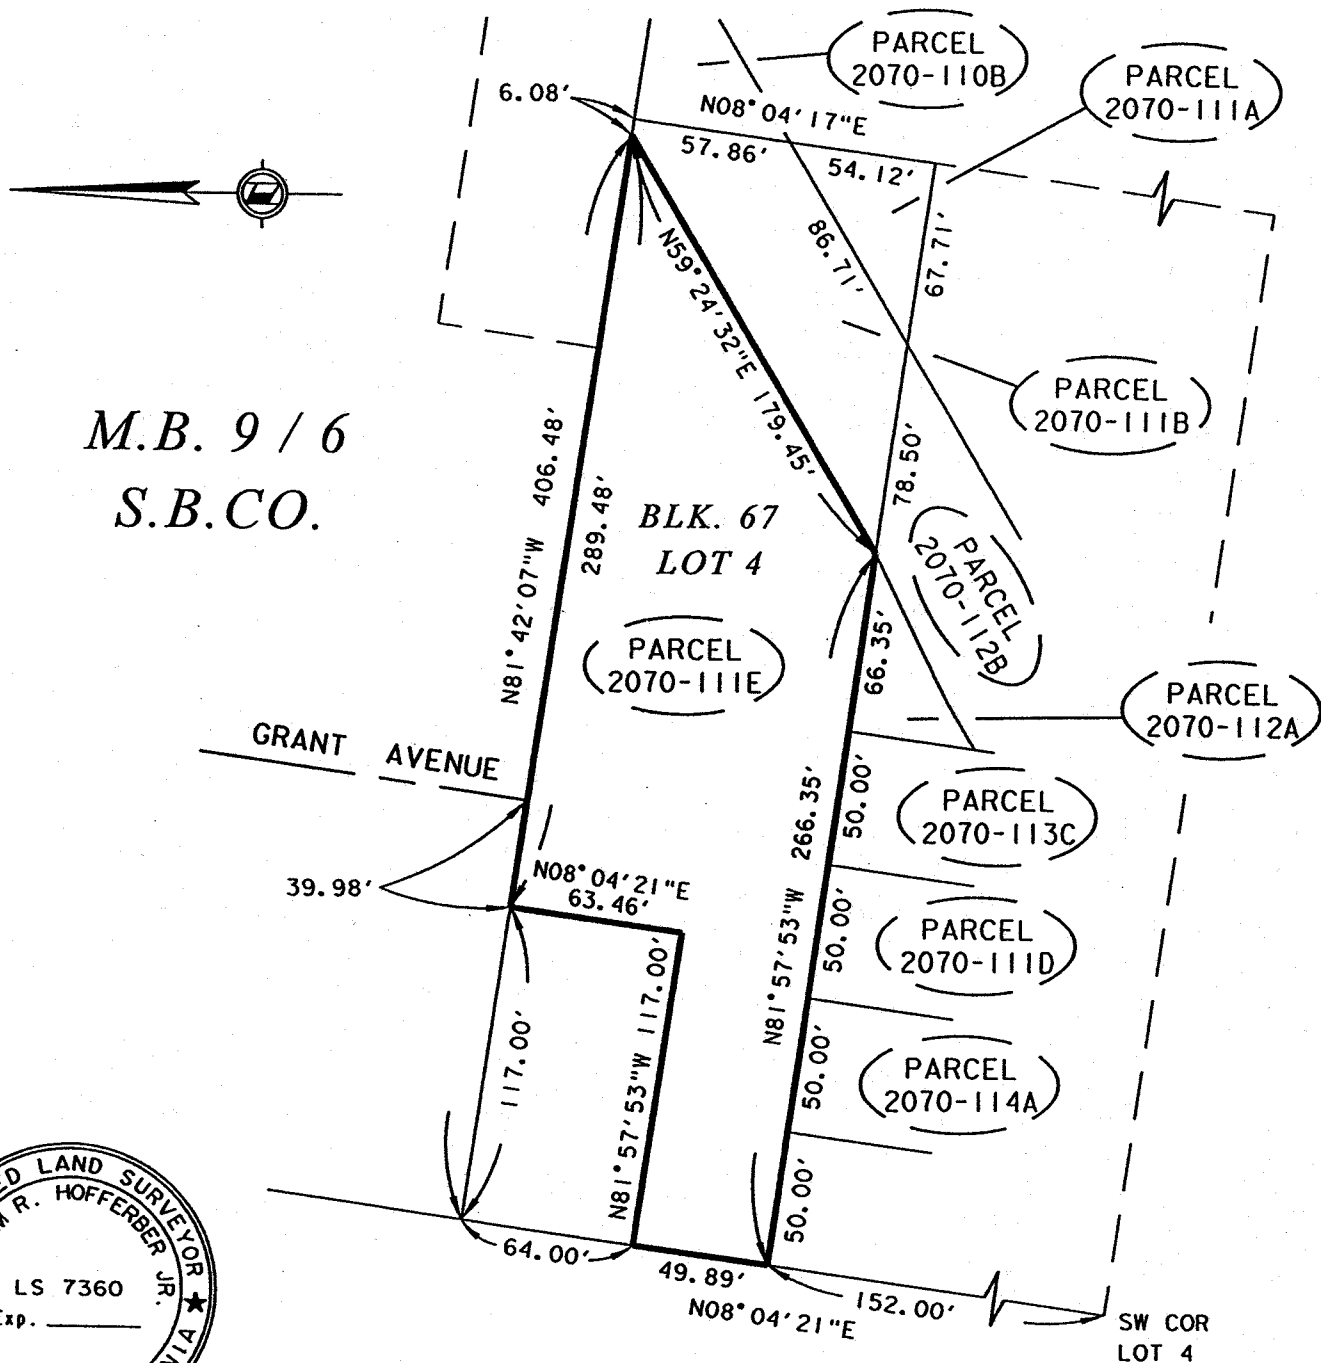 PARCEL
2070-110B
PARCEL
2070-111A
6.08'
N08°04'17"E
57.86'
54.12'
86.71'
67.71'
N59°24'32"E 179.45'
PARCEL
2070-111B
M.B. 9 / 6
S.B.CO.
N81°42'07"W 406.48'
289.48'
78.50'
BLK. 67
LOT 4
PARCEL
2070-112B
PARCEL
2070-111E
66.35'
PARCEL
2070-112A
GRANT AVENUE
N81°57'53"W 266.35'
50.00'
PARCEL
2070-113C
39.98'
N08°04'21"E
63.46'
50.00'
PARCEL
2070-111D
117.00'
N81°57'53"W 117.00'
50.00'
PARCEL
2070-114A
50.00'
64.00'
49.89'
N08°04'21"E
152.00'
SW COR
LOT 4
ED LAND SURVEYOR ★
M R. HOFFERBER JR.
LS 7360
Exp.
NIA